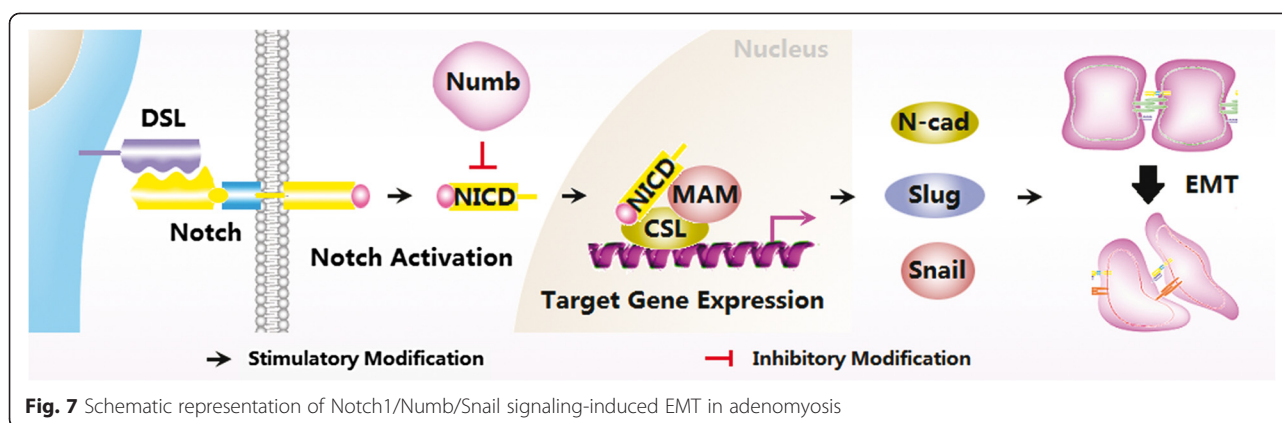 Nucleus
Numb
DSL
N-cad
NICD
NICD
MAM
EMT
Slug
CSL
Notch
Notch Activation
Target Gene Expression
Snail
Stimulatory Modification
Inhibitory Modification
Fig. 7 Schematic representation of Notch1/Numb/Snail signaling-induced EMT in adenomyosis